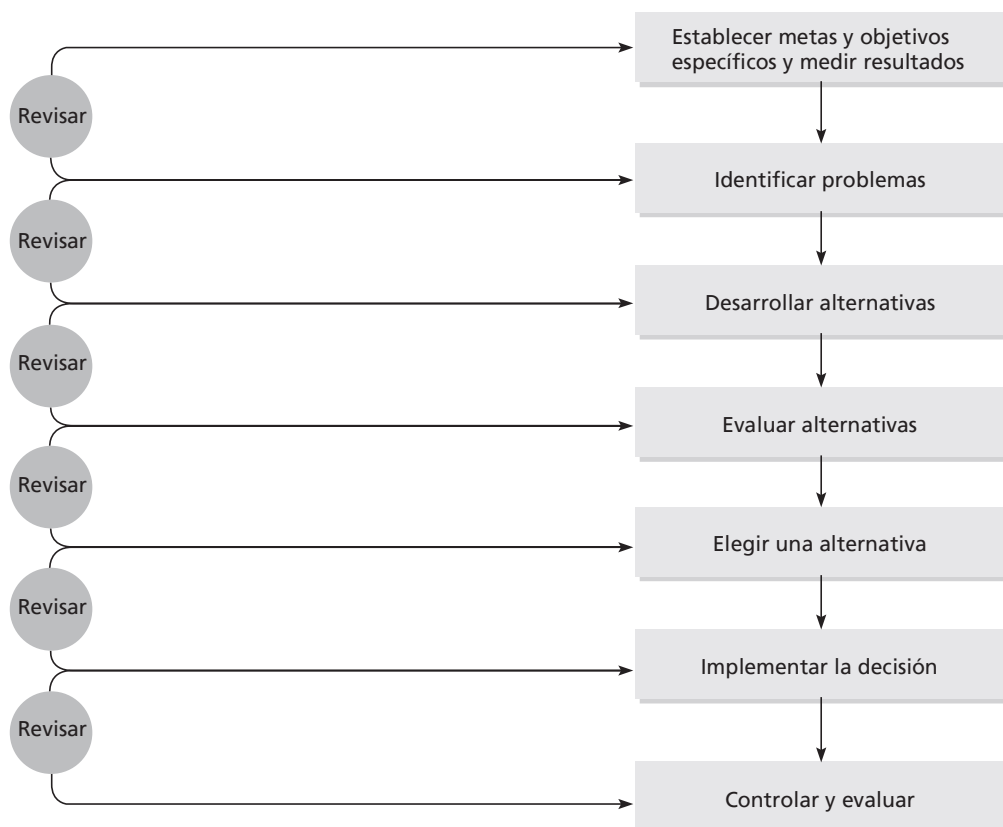 Establecer metas y objetivos
específicos y medir resultados
Revisar
Identificar problemas
Revisar
Desarrollar alternativas
Revisar
Evaluar alternativas
Revisar
Elegir una alternativa
Revisar
Implementar la decisión
Revisar
Controlar y evaluar